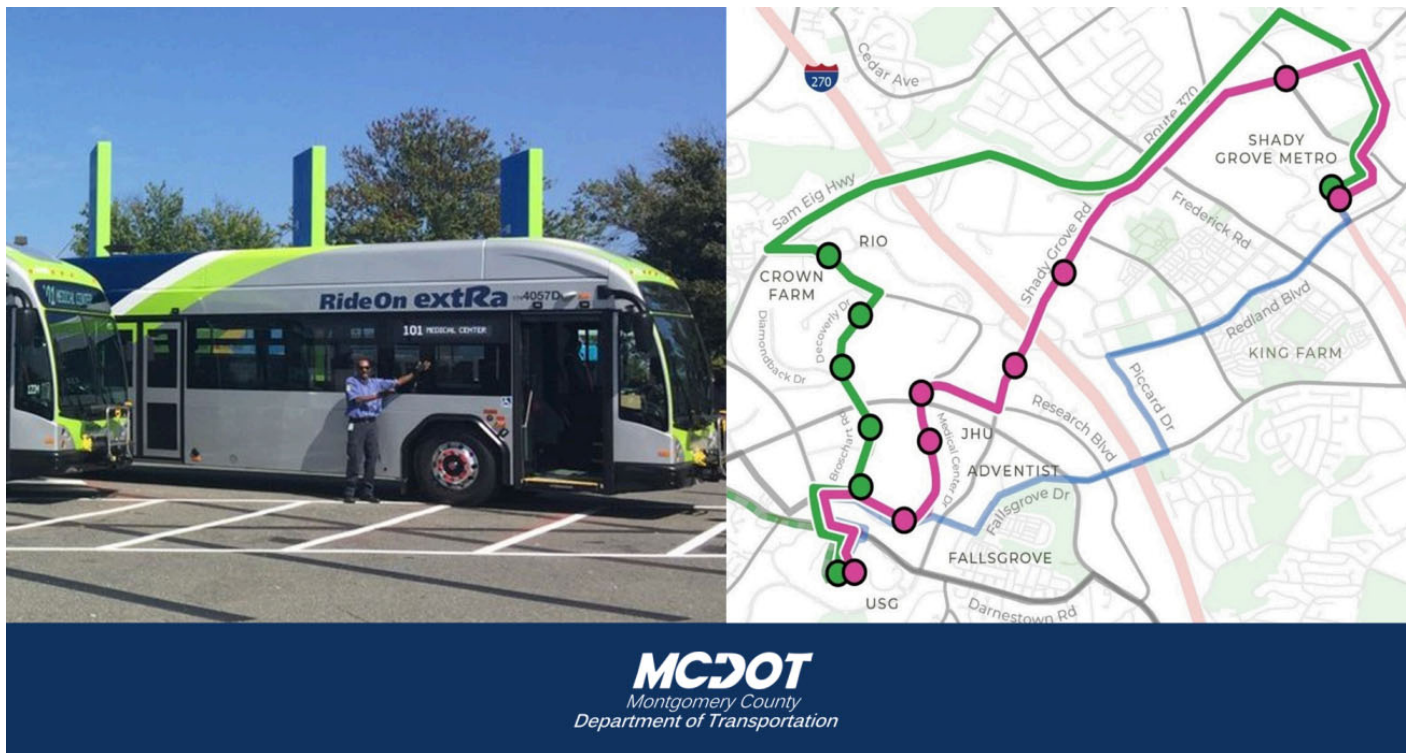 '01 MEDICAL CENTER
RideOn extRa
4057D
101 MEDICAL CENTER
270
Cedar Ave
Route 370
SHADY
GROVE METRO
Sam Eig Hwy
Frederick Rd
RIO
Shady Grove Rd
CROWN
FARM
Decoverly Dr
Diamondback Dr
Redland Blvd
KING FARM
Piccard Dr
Research Blvd
Broschart Rd
Medical Center Dr
JHU
ADVENTIST
Fallsgrove Dr
FALLSGROVE
USG
Darnestown Rd
MCDOT
Montgomery County
Department of Transportation